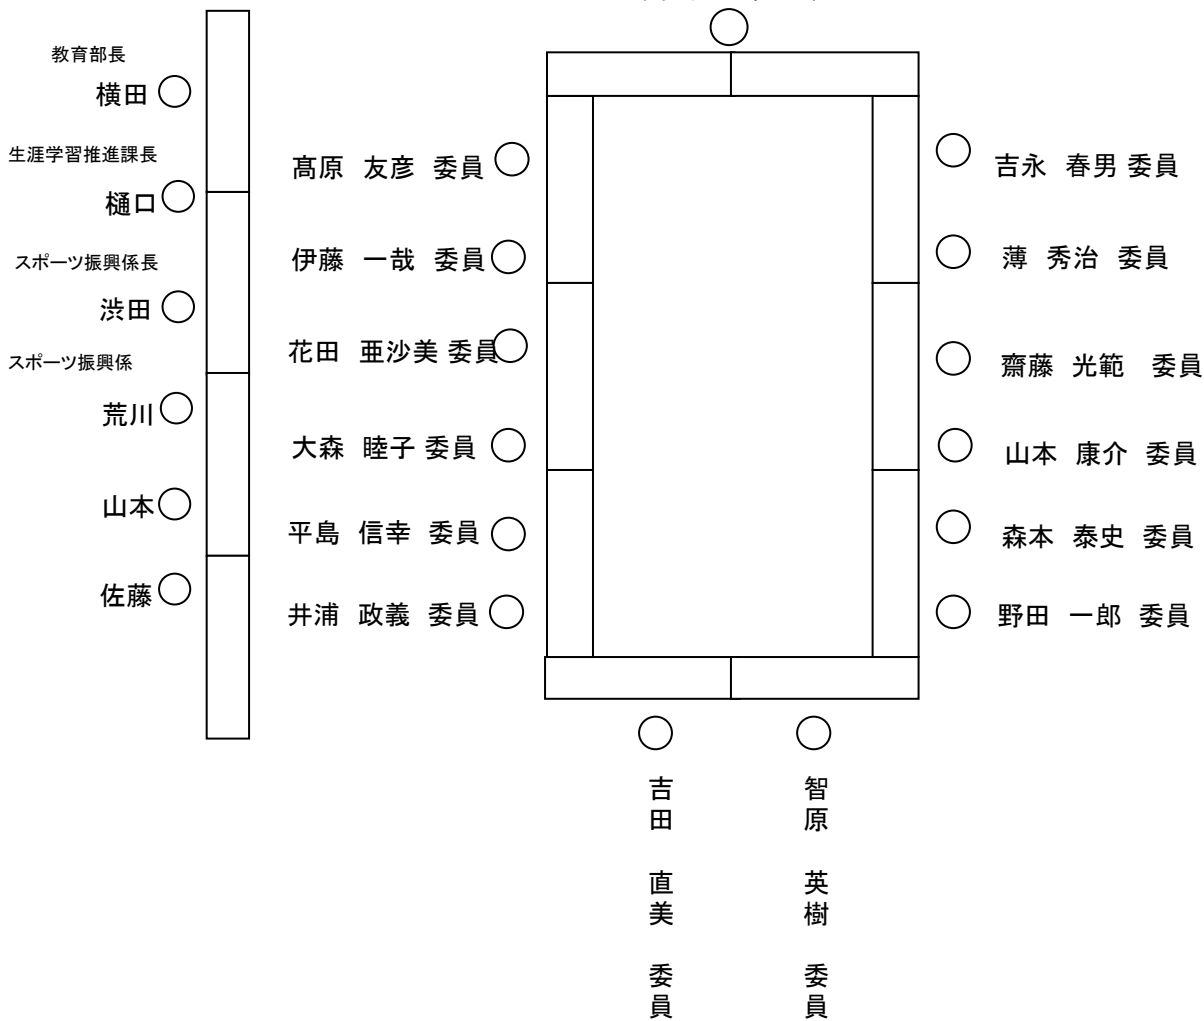 教育部長
横田
生涯学習推進課長
樋口
スポーツ振興係長
渋田
スポーツ振興係
荒川
山本
佐藤
髙原 友彦 委員
伊藤 一哉 委員
花田 亜沙美 委員
大森 睦子 委員
平島 信幸 委員
井浦 政義 委員
吉永 春男 委員
薄 秀治 委員
齋藤 光範 委員
山本 康介 委員
森本 泰史 委員
野田 一郎 委員
吉田 直美 委員
智原 英樹 委員